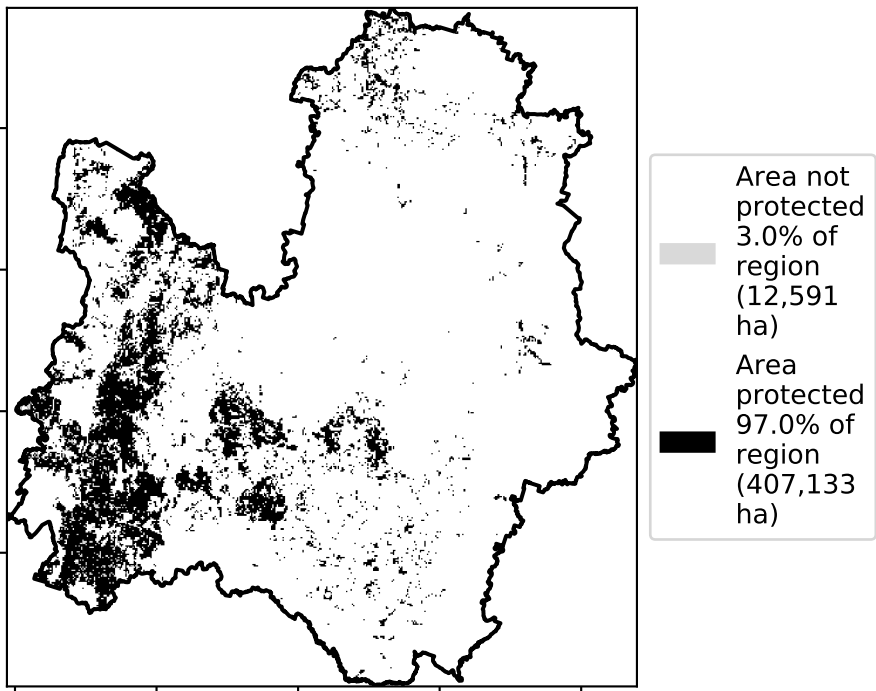 Area not
protected
3.0% of
region
(12,591
ha)
Area
protected
97.0% of
region
(407,133
ha)